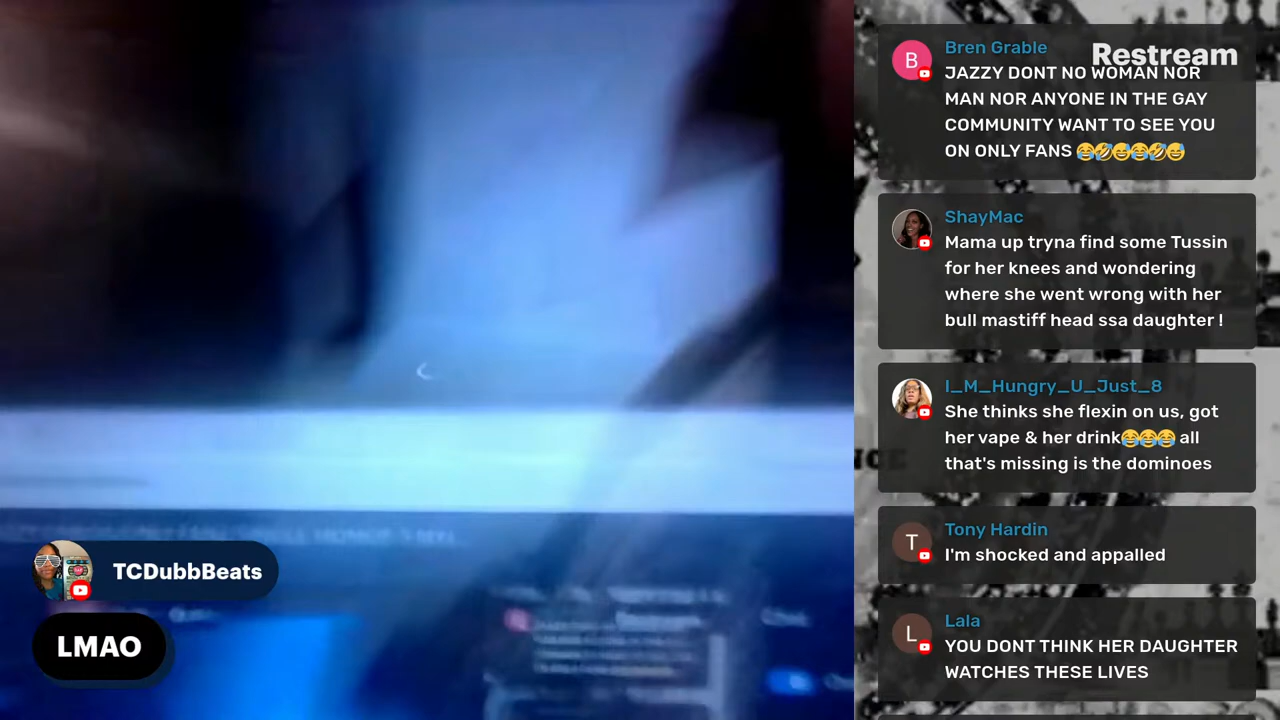 Restream
Bren Grable
JAZZY DONT NO WOMAN NOR
MAN NOR ANYONE IN THE GAY
COMMUNITY WANT TO SEE YOU
ON ONLY FANS 😂🤣😅😂🤣😅
ShayMac
Mama up tryna find some Tussin
for her knees and wondering
where she went wrong with her
bull mastiff head ssa daughter !
I_M_Hungry_U_Just_8
She thinks she flexin on us, got
her vape & her drink😂😂😂 all
that's missing is the dominoes
Tony Hardin
I'm shocked and appalled
Lala
YOU DONT THINK HER DAUGHTER
WATCHES THESE LIVES
TCDubbBeats
LMAO